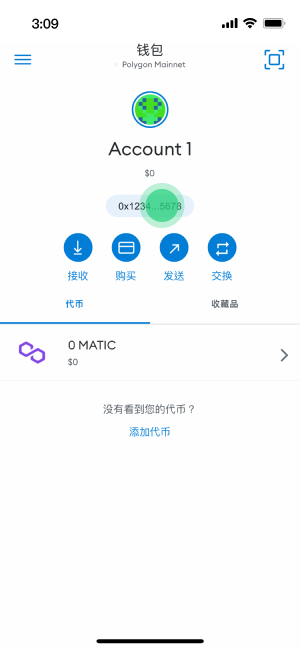 3:09
钱包
Polygon Mainnet
Account 1
$0
0x1234...5678
接收
购买
发送
交换
代币
收藏品
0 MATIC
$0
没有看到您的代币？
添加代币